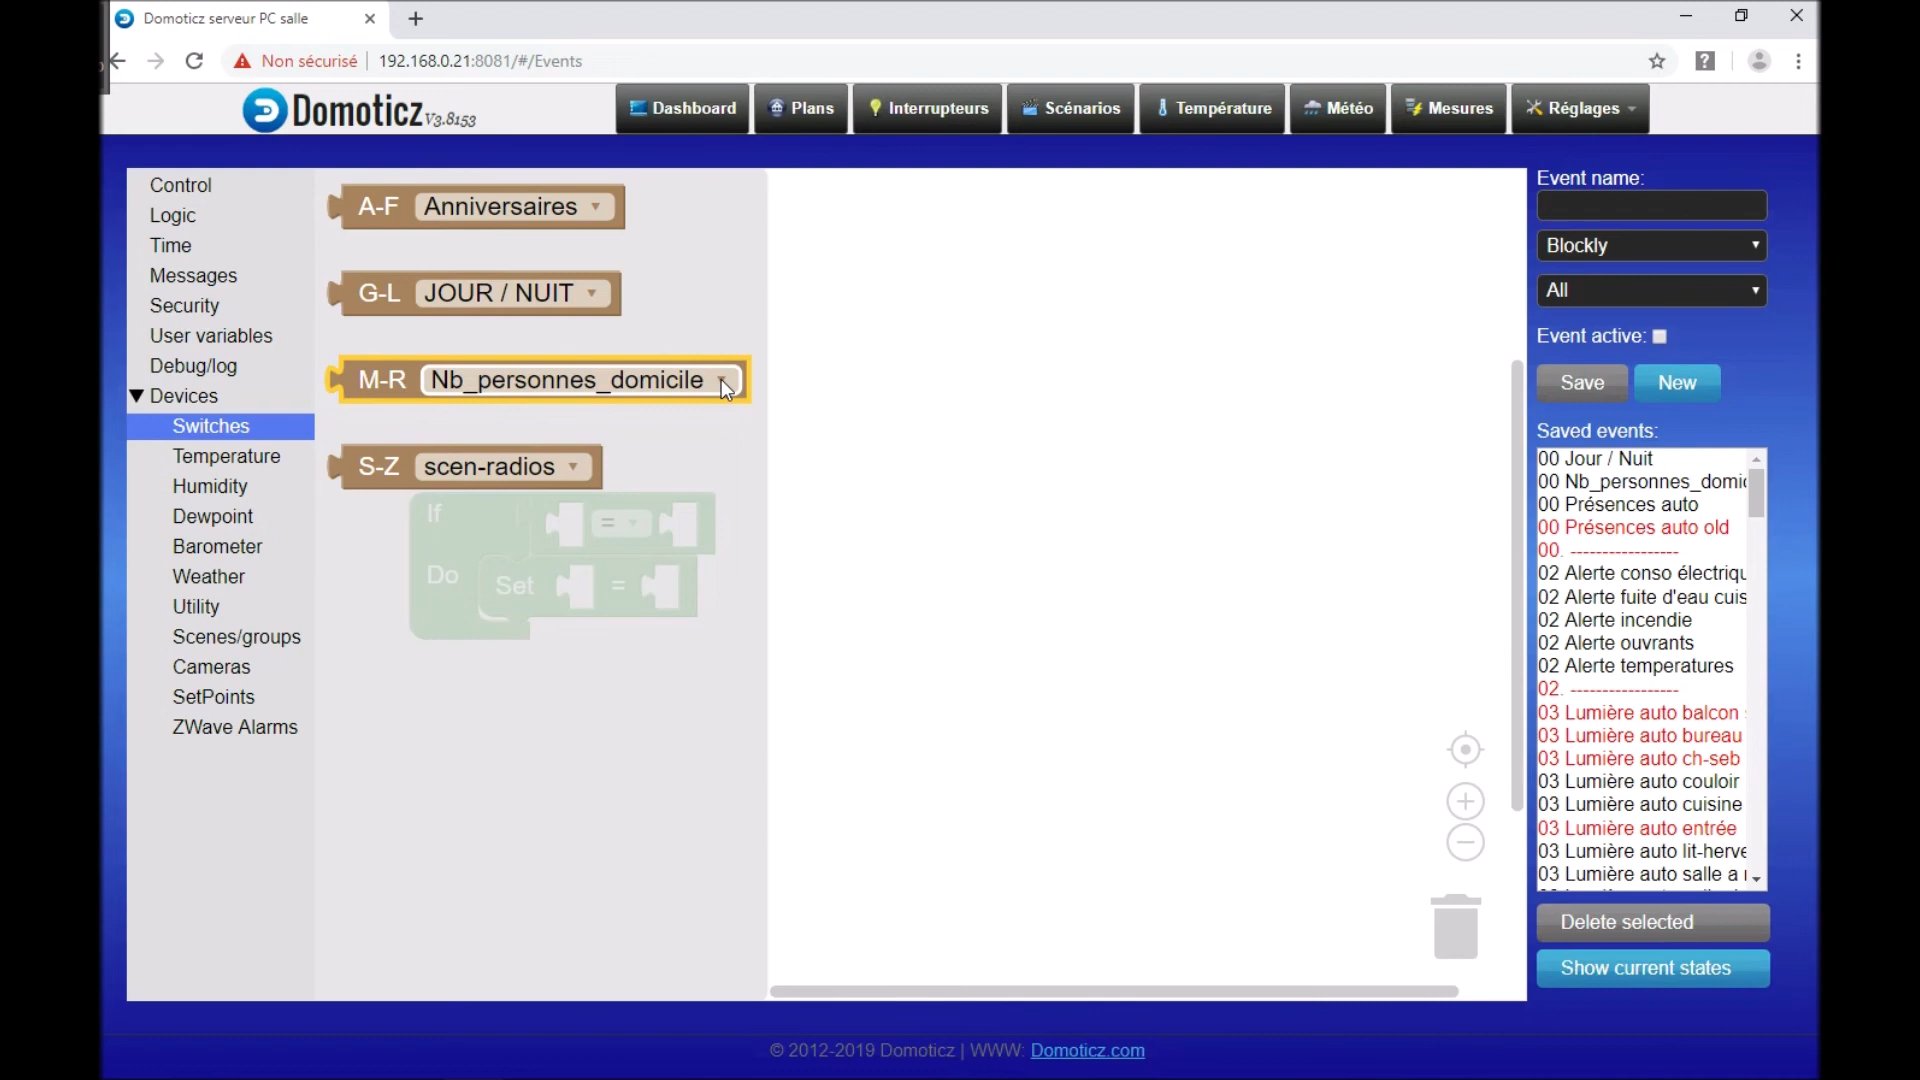 Domoticz serveur PC salle
Non sécurisé
192.168.0.21:8081/#/Events
Domoticz V3.8153
Dashboard
Plans
Interrupteurs
Scénarios
Température
Météo
Mesures
Réglages
Control
Logic
Time
Messages
Security
User variables
Debug/log
Devices
Switches
Temperature
Humidity
Dewpoint
Barometer
Weather
Utility
Scenes/groups
Cameras
SetPoints
ZWave Alarms
A-F Anniversaires
G-L JOUR / NUIT
M-R Nb_personnes_domicile
S-Z scen-radios
If =
Do Set =
Event name:
Blockly
All
Event active:
Save
New
Saved events:
00 Jour / Nuit
00 Nb_personnes_domic
00 Présences auto
00 Présences auto old
00. -----------------
02 Alerte conso électriqu
02 Alerte fuite d'eau cuis
02 Alerte incendie
02 Alerte ouvrants
02 Alerte temperatures
02. -----------------
03 Lumière auto balcon
03 Lumière auto bureau
03 Lumière auto ch-seb
03 Lumière auto couloir
03 Lumière auto cuisine
03 Lumière auto entrée
03 Lumière auto lit-herve
03 Lumière auto salle a
Delete selected
Show current states
© 2012-2019 Domoticz | WWW: Domoticz.com